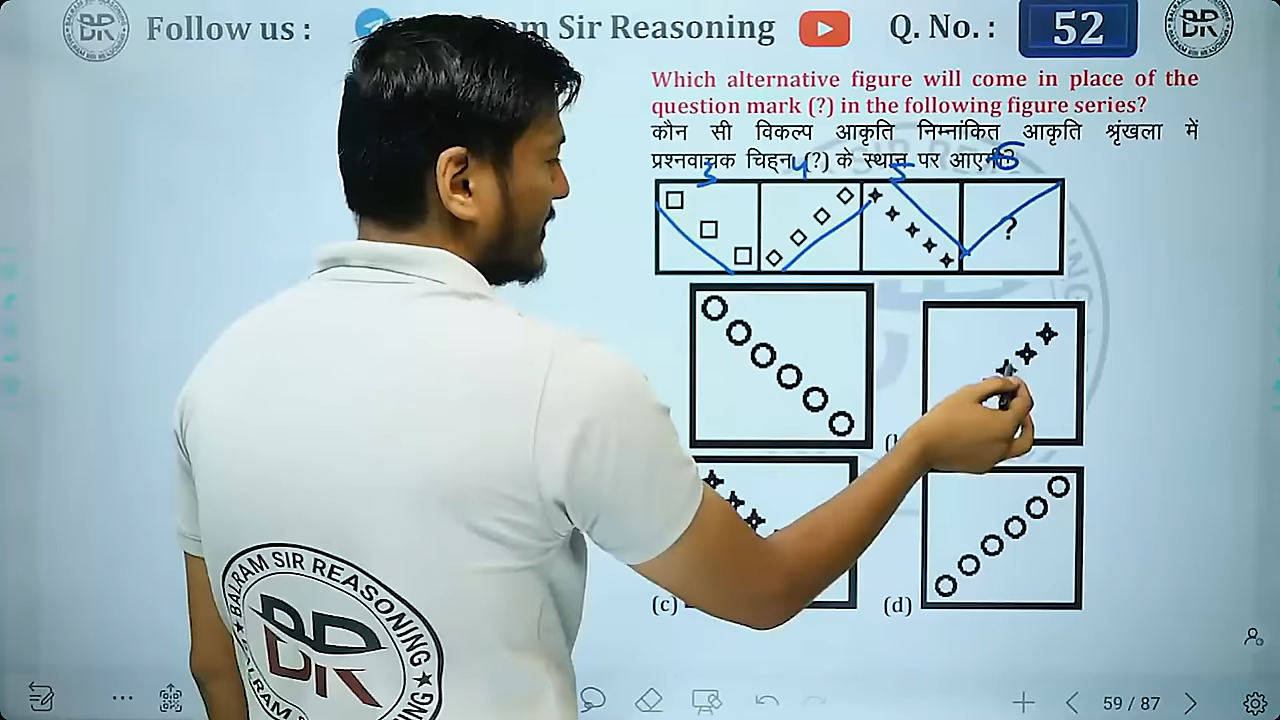 Follow us :
Sir Reasoning
Q. No. :
52
Which alternative figure will come in place of the
question mark (?) in the following figure series?
कौन सी विकल्प आकृति निम्नांकित आकृति श्रृंखला में
प्रश्नवाचक चिह्न (?) के स्थान पर आएगी?
3 4 5 6
?
(c)
(d)
BALRAM SIR REASONING
BR
59 / 87